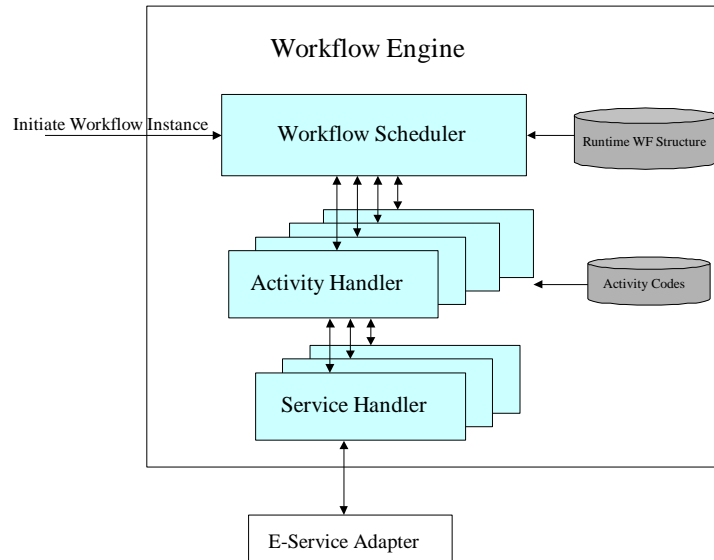 Workflow Engine
Initiate Workflow Instance
Workflow Scheduler
Runtime WF Structure
Activity Handler
Activity Codes
Service Handler
E-Service Adapter